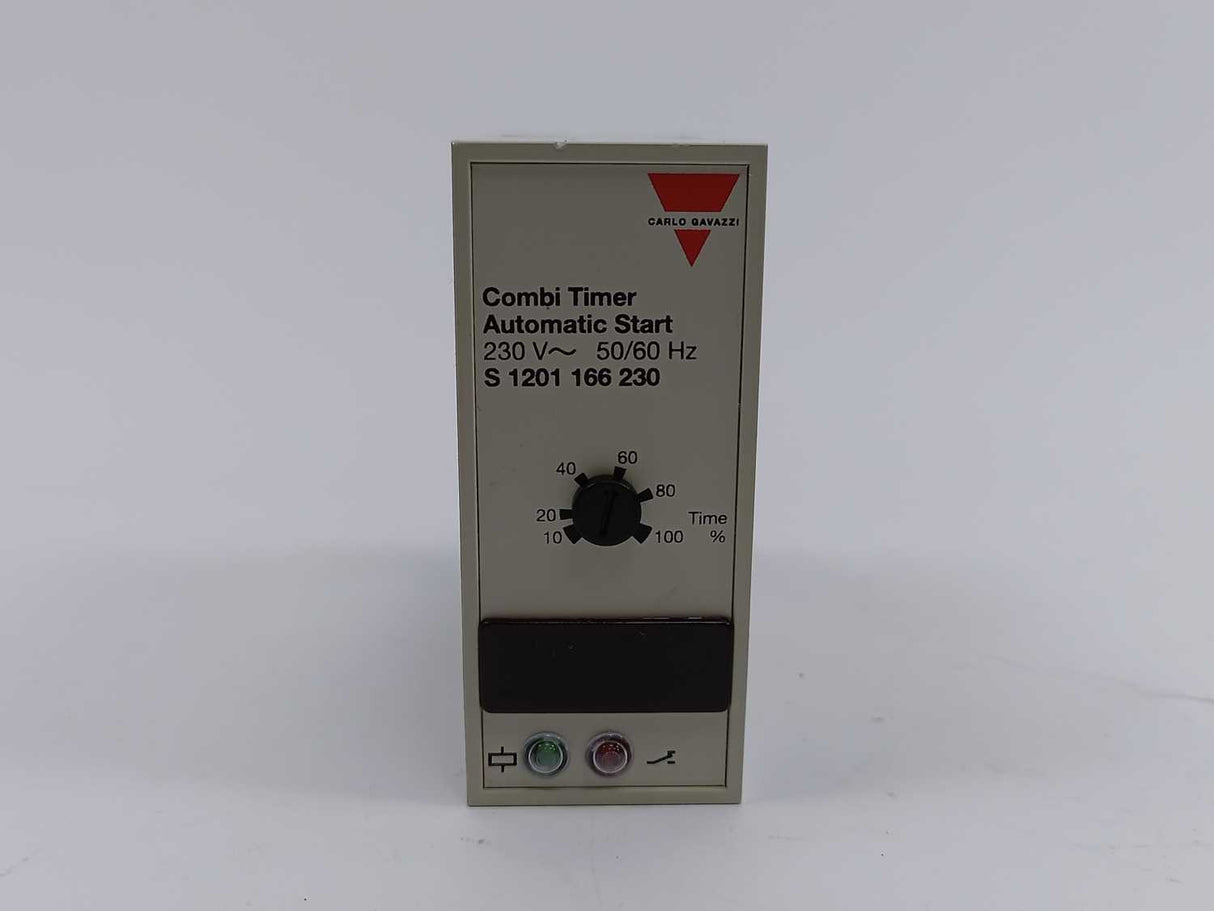 CARLO GAVAZZI
Combi Timer
Automatic Start
230 V~ 50/60 Hz
S 1201 166 230
60
40
80
20
Time
10
100
%